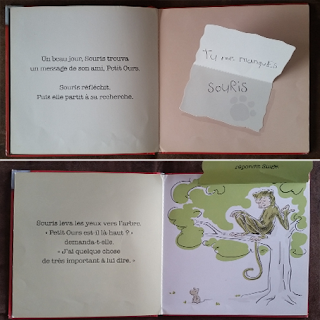 Un beau jour, Souris trouva
un message de son ami, Petit Ours.
Souris réfléchit.
Puis elle partit à sa recherche.
Tu me manques
SOURIS
Souris leva les yeux vers l'arbre.
« Petit Ours est-il là haut ? »
demanda-t-elle.
« J'ai quelque chose
de très important à lui dire. »